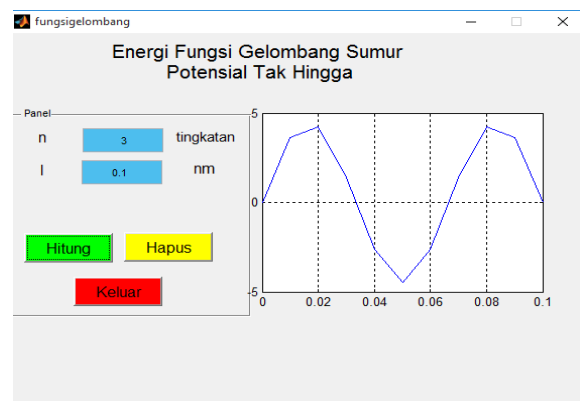 fungsigelombang
Energi Fungsi Gelombang Sumur
Potensial Tak Hingga
Panel
n 3 tingkatan
l 0.1 nm
Hitung Hapus
Keluar
5
0
-5
0 0.02 0.04 0.06 0.08 0.1